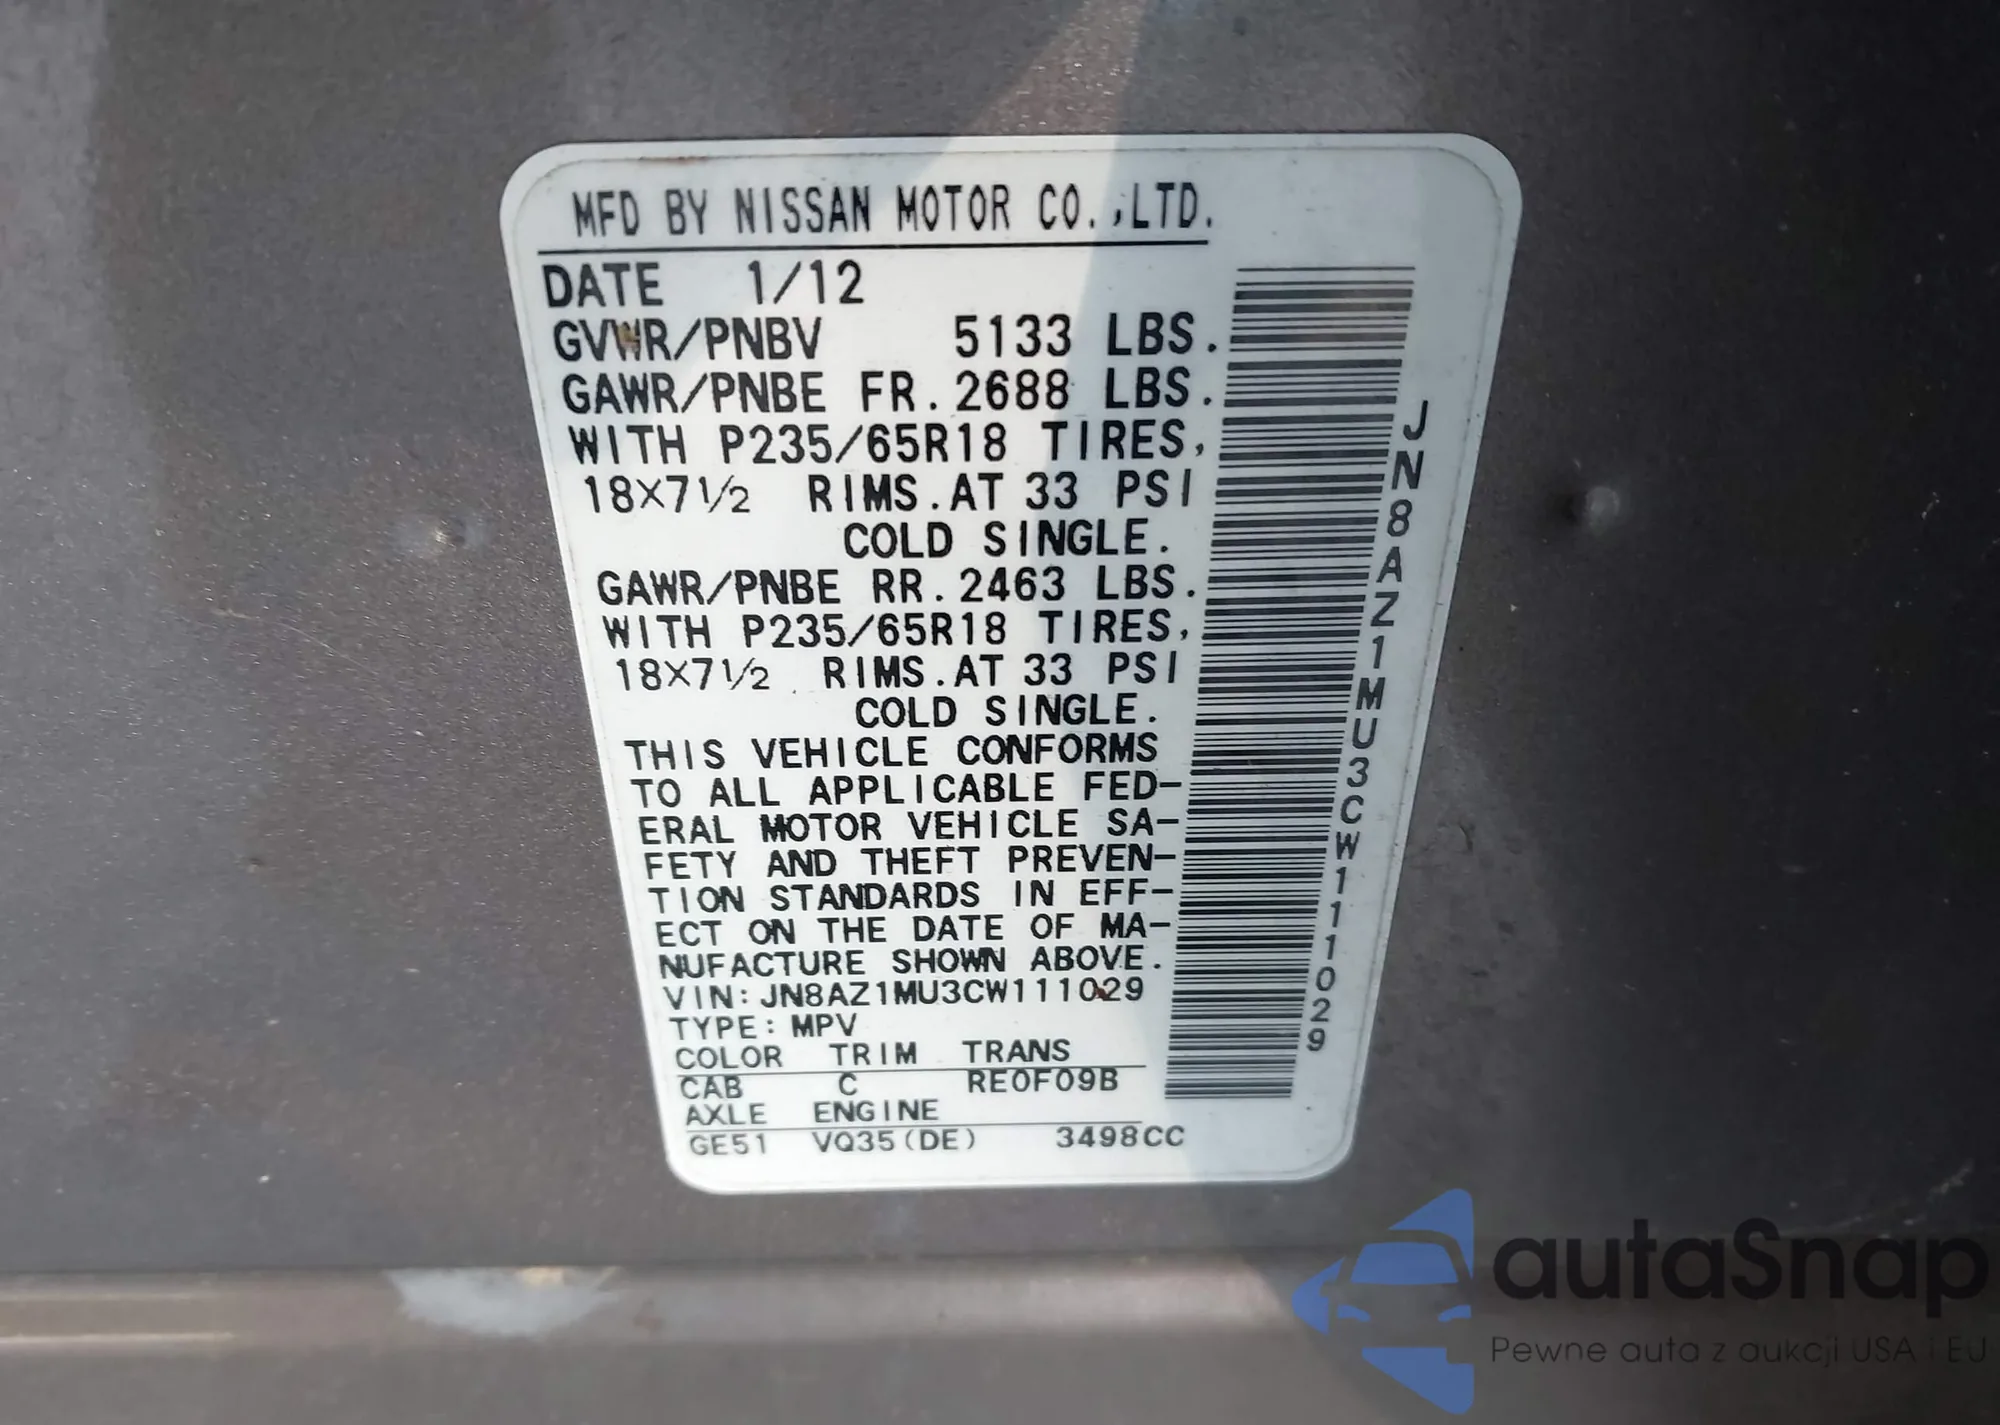 MFD BY NISSAN MOTOR CO.,LTD.
DATE 1/12
GVWR/PNBV 5133 LBS.
GAWR/PNBE FR. 2688 LBS.
WITH P235/65R18 TIRES,
18X7½ RIMS.AT 33 PSI
COLD SINGLE.
GAWR/PNBE RR. 2463 LBS.
WITH P235/65R18 TIRES,
18X7½ RIMS.AT 33 PSI
COLD SINGLE.
THIS VEHICLE CONFORMS
TO ALL APPLICABLE FED-
ERAL MOTOR VEHICLE SA-
FETY AND THEFT PREVEN-
TION STANDARDS IN EFF-
ECT ON THE DATE OF MA-
NUFACTURE SHOWN ABOVE.
VIN: JN8AZ1MU3CW111029
TYPE: MPV
COLOR TRIM TRANS
CAB C RE0F09B
AXLE ENGINE
GE51 VQ35(DE) 3498CC
JN8AZ1MU3CW111029
autaSnap
Pewne auta z aukcji USA i EU